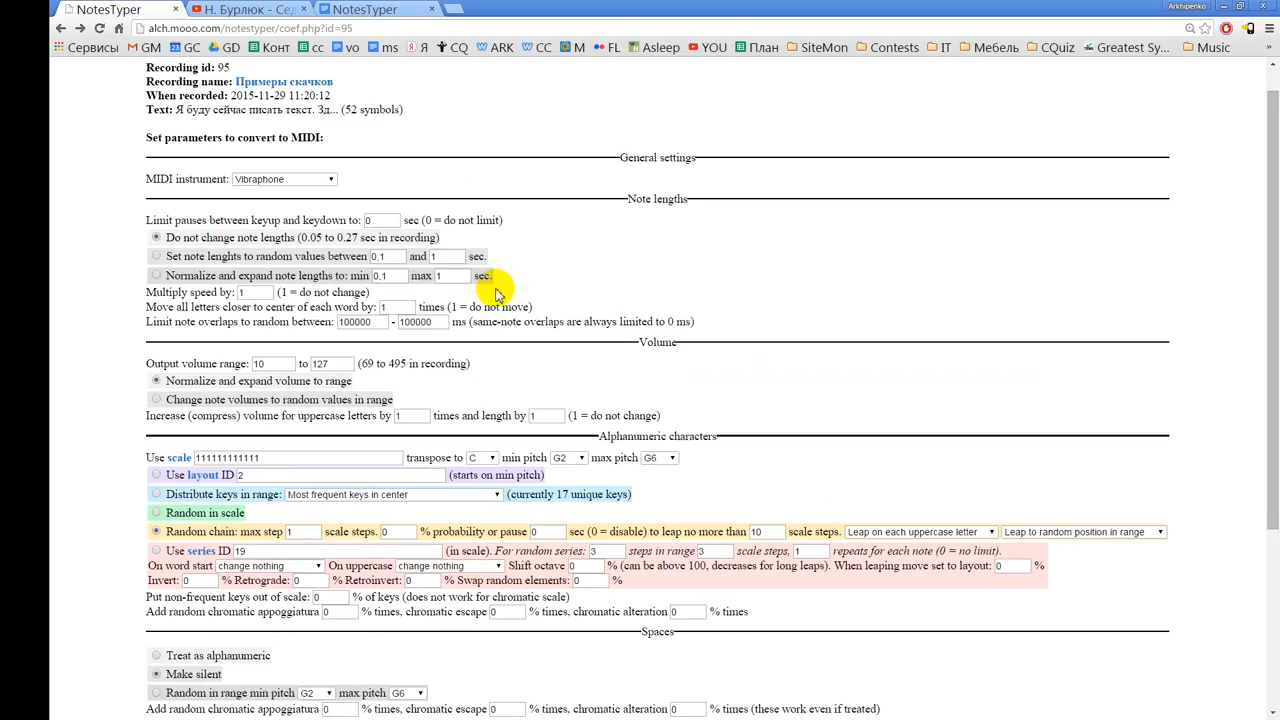 NotesTyper × Н. Бурлюк - Сед × NotesTyper ×
Arkhipenko
alch.mooo.com/notestyper/coef.php?id=95
Сервисы GM GC GD Конт cc vo ms Я CQ ARK CC M FL Asleep YOU План SiteMon Contests IT Мебель CQuiz Greatest Sy... Music
Recording id: 95
Recording name: Примеры скачков
When recorded: 2015-11-29 11:20:12
Text: Я буду сейчас писать текст. Зд... (52 symbols)
Set parameters to convert to MIDI:
General settings
MIDI instrument: Vibraphone
Note lengths
Limit pauses between keyup and keydown to: 0 sec (0 = do not limit)
Do not change note lengths (0.05 to 0.27 sec in recording)
Set note lenghts to random values between 0,1 and 1 sec.
Normalize and expand note lengths to: min 0,1 max 1 sec.
Multiply speed by: 1 (1 = do not change)
Move all letters closer to center of each word by: 1 times (1 = do not move)
Limit note overlaps to random between: 100000 - 100000 ms (same-note overlaps are always limited to 0 ms)
Volume
Output volume range: 10 to 127 (69 to 495 in recording)
Normalize and expand volume to range
Change note volumes to random values in range
Increase (compress) volume for uppercase letters by 1 times and length by 1 (1 = do not change)
Alphanumeric characters
Use scale 111111111111 transpose to C min pitch G2 max pitch G6
Use layout ID 2 (starts on min pitch)
Distribute keys in range: Most frequent keys in center (currently 17 unique keys)
Random in scale
Random chain: max step 1 scale steps. 0 % probability or pause 0 sec (0 = disable) to leap no more than 10 scale steps. Leap on each uppercase letter Leap to random position in range
Use series ID 19 (in scale). For random series: 3 steps in range 3 scale steps, 1 repeats for each note (0 = no limit).
On word start change nothing On uppercase change nothing Shift octave 0 % (can be above 100, decreases for long leaps). When leaping move set to layout: 0 %
Invert: 0 % Retrograde: 0 % Retroinvert: 0 % Swap random elements: 0 %
Put non-frequent keys out of scale: 0 % of keys (does not work for chromatic scale)
Add random chromatic appoggiatura 0 % times, chromatic escape 0 % times, chromatic alteration 0 % times
Spaces
Treat as alphanumeric
Make silent
Random in range min pitch G2 max pitch G6
Add random chromatic appoggiatura 0 % times, chromatic escape 0 % times, chromatic alteration 0 % times (these work even if treated)